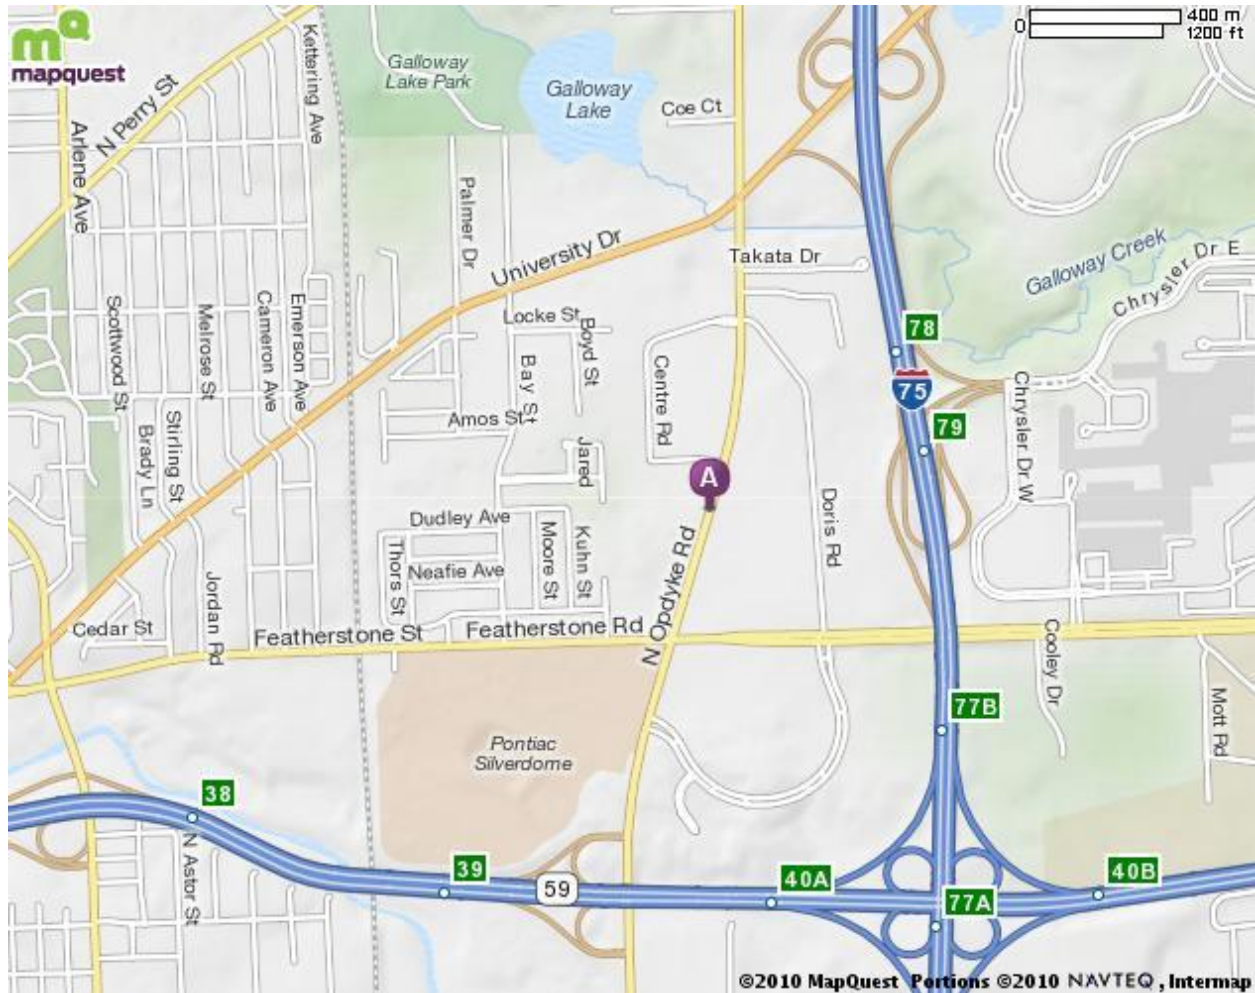 mapquest
0
400 m
1200 ft
N Perry St
Arlene Ave
Kettering Ave
Galloway
Lake Park
Galloway
Lake
Coe Ct
Palmer Dr
University Dr
Takata Dr
Galloway Creek
Chrysler Dr E
Scottwood St
Melrose St
Cameron Ave
Emerson Ave
Locke St
Boyd St
Bay St
Centre Rd
78
75
79
Chrysler Dr W
Amos St
Brady Ln
Stirling St
Jared
A
Doris Rd
Dudley Ave
Moore St
Kuhn St
Thors St
Neafie Ave
N Opdyke Rd
Jordan Rd
Cedar St
Featherstone St
Featherstone Rd
Cooley Dr
Mott Rd
77B
Pontiac
Silverdome
38
N Astor St
39
59
40A
77A
40B
©2010 MapQuest Portions ©2010 NAVTEQ, Intermap